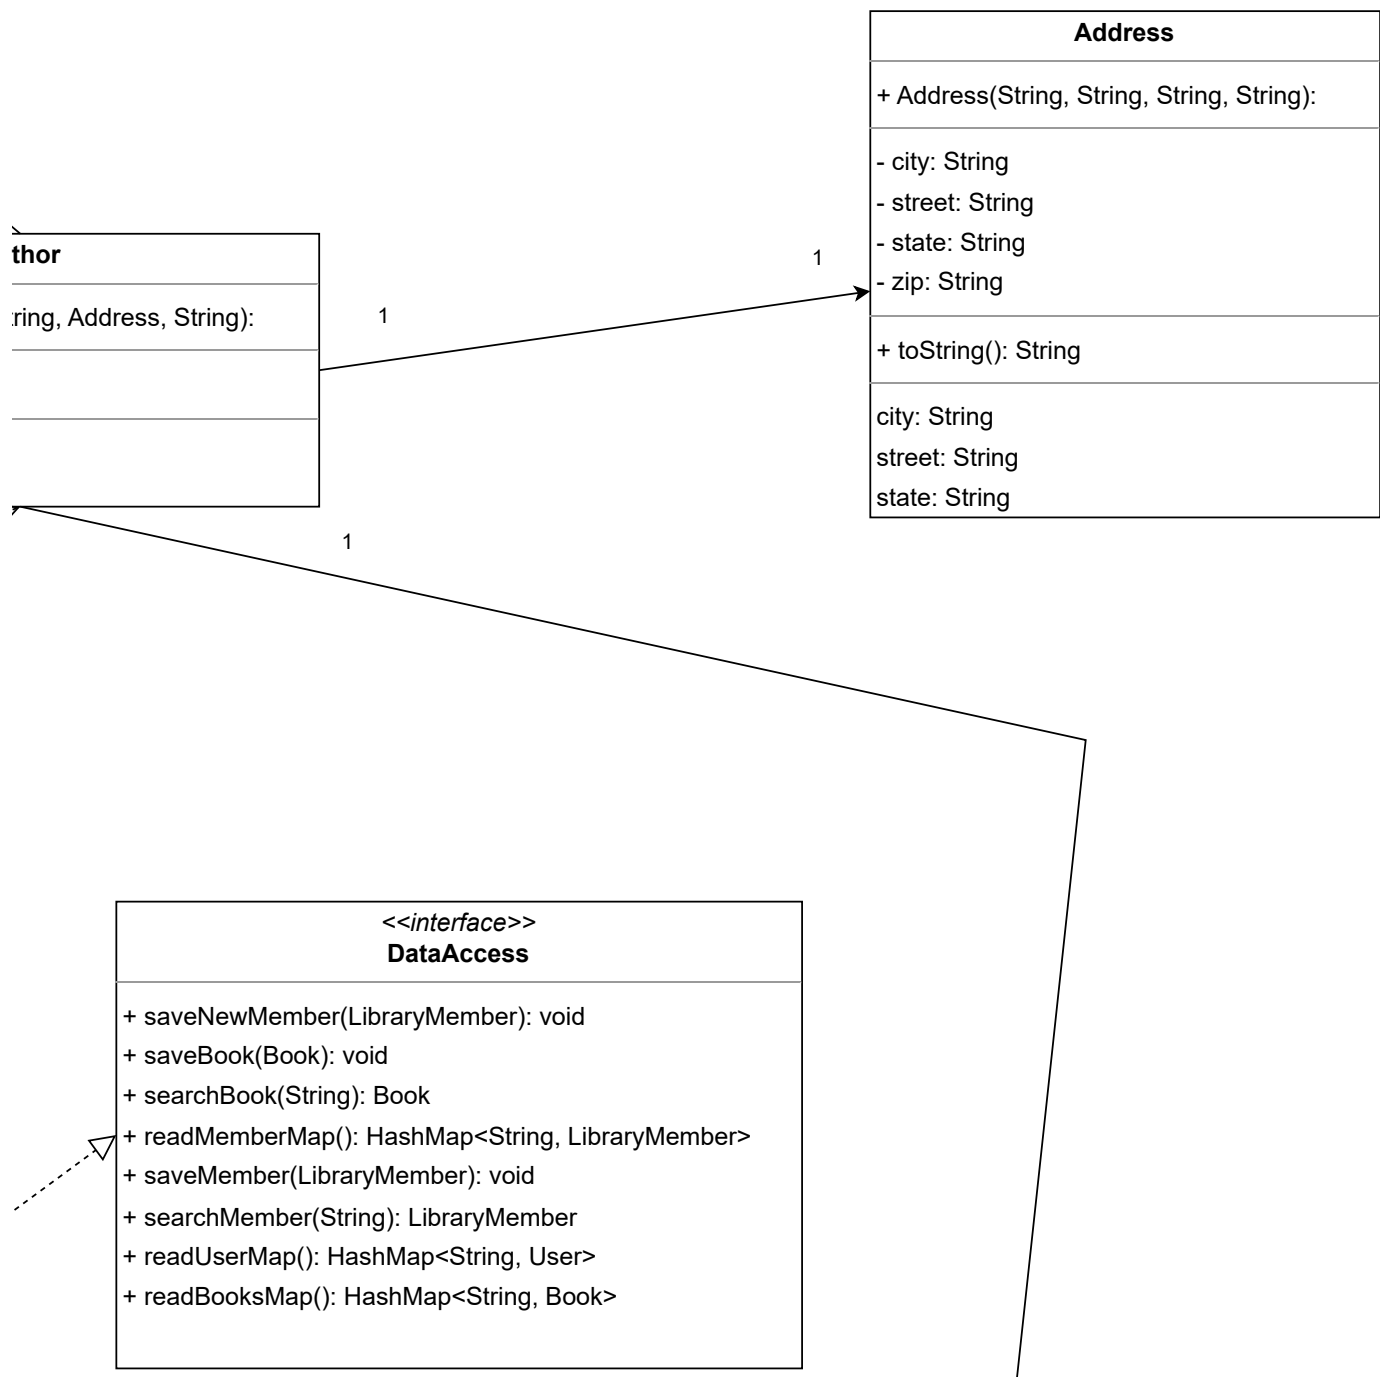 Address
+ Address(String, String, String, String):
- city: String
- street: String
- state: String
- zip: String
+ toString(): String
city: String
street: String
state: String
thor
ring, Address, String):
1
1
1
<<interface>>
DataAccess
+ saveNewMember(LibraryMember): void
+ saveBook(Book): void
+ searchBook(String): Book
+ readMemberMap(): HashMap<String, LibraryMember>
+ saveMember(LibraryMember): void
+ searchMember(String): LibraryMember
+ readUserMap(): HashMap<String, User>
+ readBooksMap(): HashMap<String, Book>